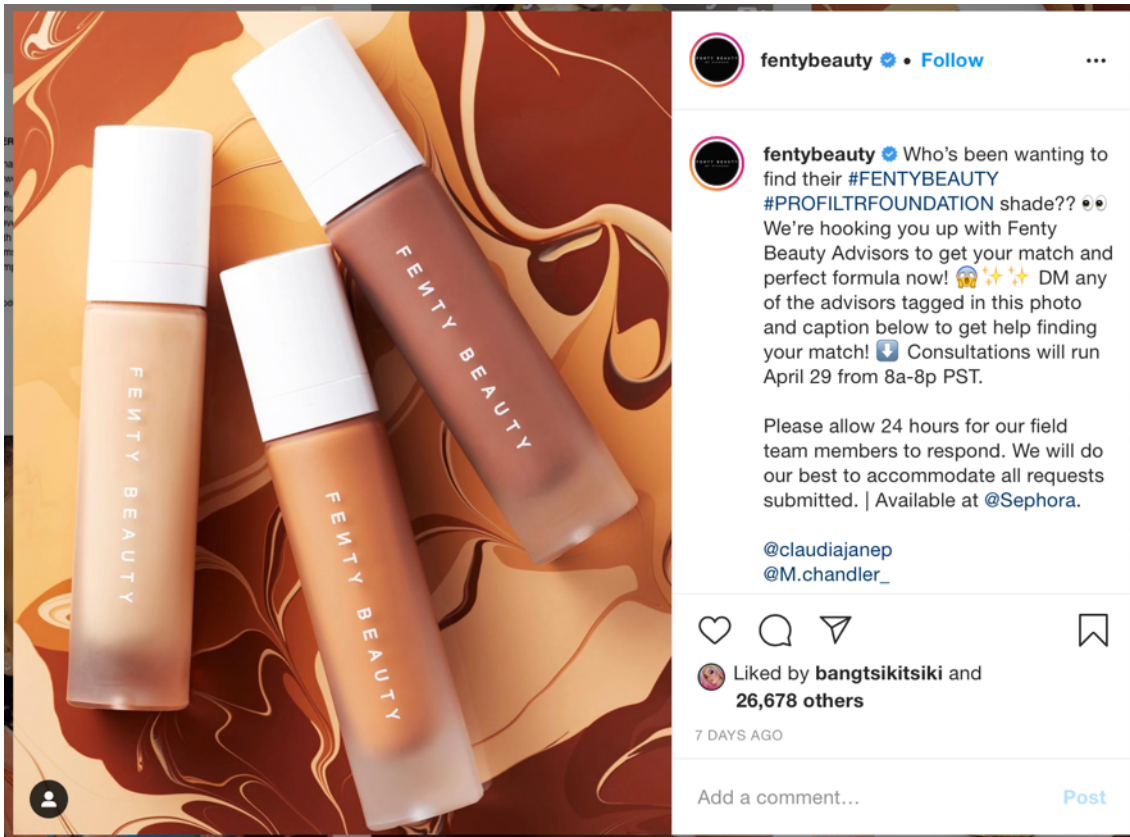 fentybeauty • Follow
fentybeauty Who's been wanting to
find their #FENTYBEAUTY
#PROFILTRFOUNDATION shade?? 👀
We're hooking you up with Fenty
Beauty Advisors to get your match and
perfect formula now! 😱✨✨ DM any
of the advisors tagged in this photo
and caption below to get help finding
your match! ⬇️ Consultations will run
April 29 from 8a-8p PST.
Please allow 24 hours for our field
team members to respond. We will do
our best to accommodate all requests
submitted. | Available at @Sephora.
@claudiajanep
@M.chandler_
Liked by bangtsikitsiki and
26,678 others
7 DAYS AGO
Add a comment... Post
FEИTY BEAUTY
FEИTY BEAUTY
FEИTY BEAUTY